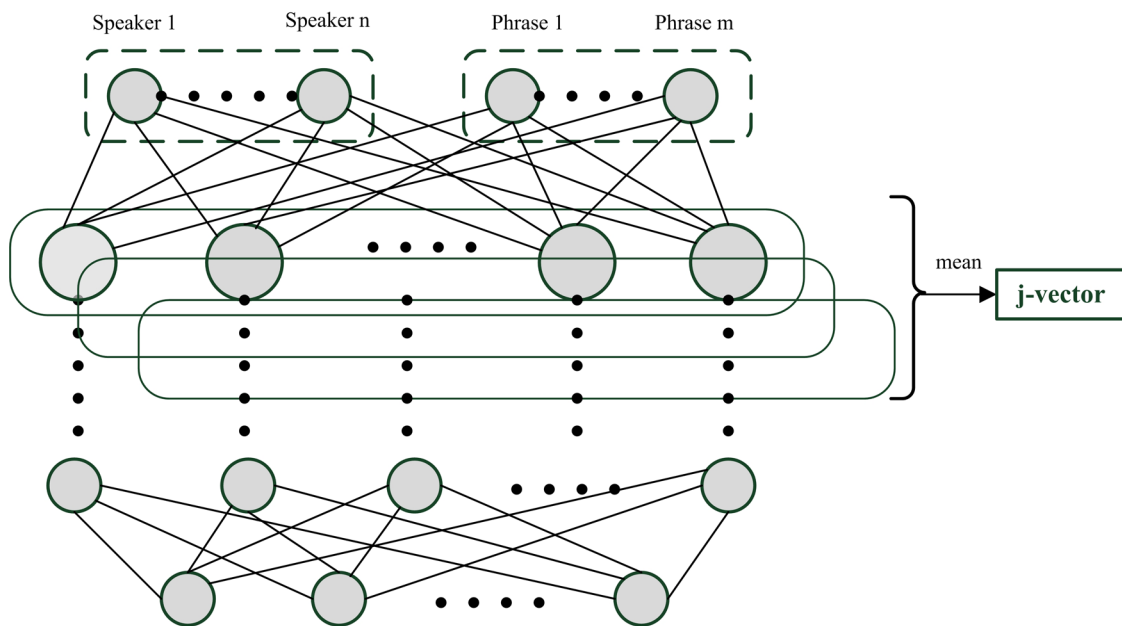 Speaker 1
Speaker n
Phrase 1
Phrase m
mean
j-vector